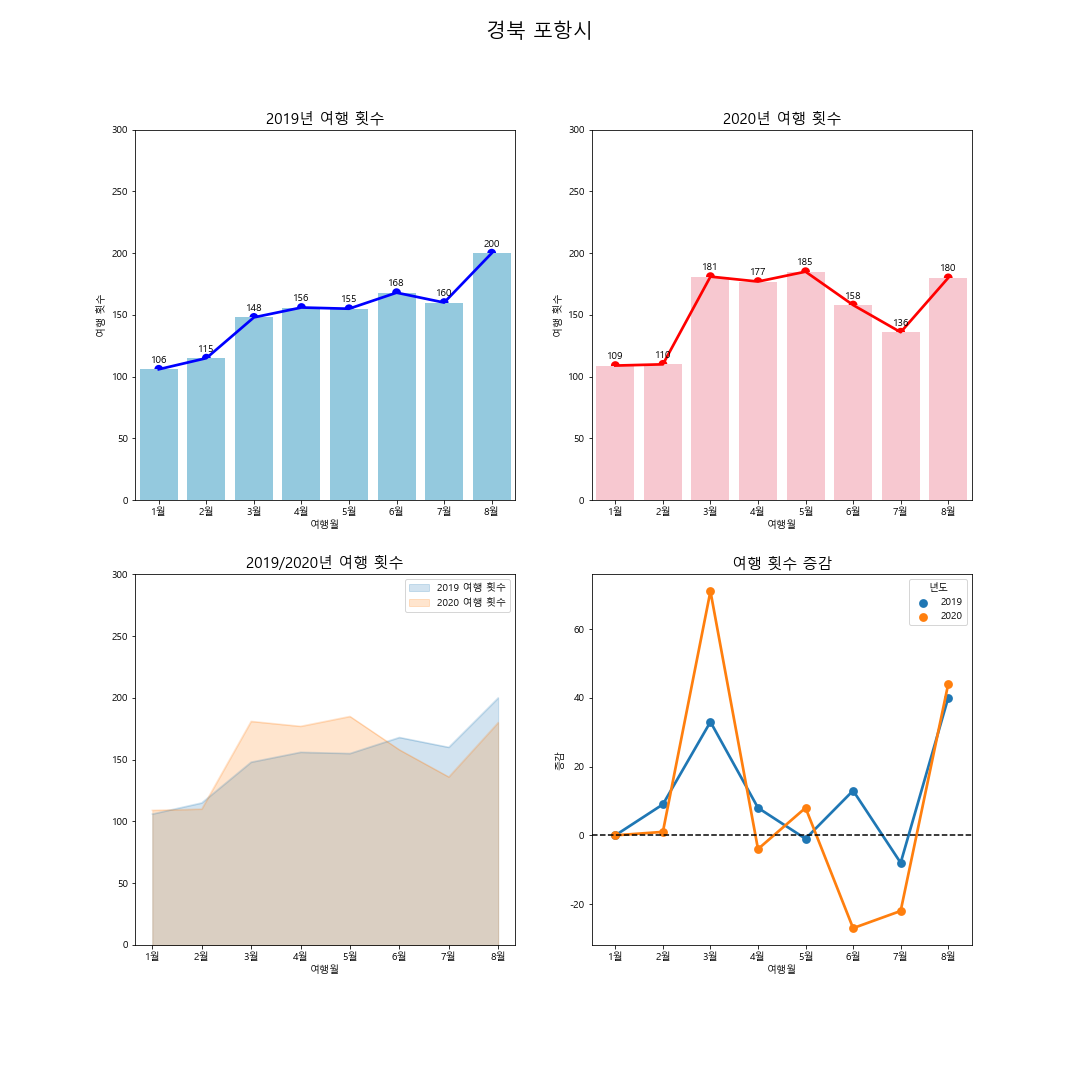 경북 포항시
2019년 여행 횟수
300
250
200
150
100
50
0
여행 횟수
106
115
148
156
155
168
160
200
1월 2월 3월 4월 5월 6월 7월 8월
여행월
2020년 여행 횟수
300
250
200
150
100
50
0
여행 횟수
109
110
181
177
185
158
136
180
1월 2월 3월 4월 5월 6월 7월 8월
여행월
2019/2020년 여행 횟수
2019 여행 횟수
2020 여행 횟수
300
250
200
150
100
50
0
1월 2월 3월 4월 5월 6월 7월 8월
여행월
여행 횟수 증감
년도
2019
2020
60
40
20
0
-20
증감
1월 2월 3월 4월 5월 6월 7월 8월
여행월